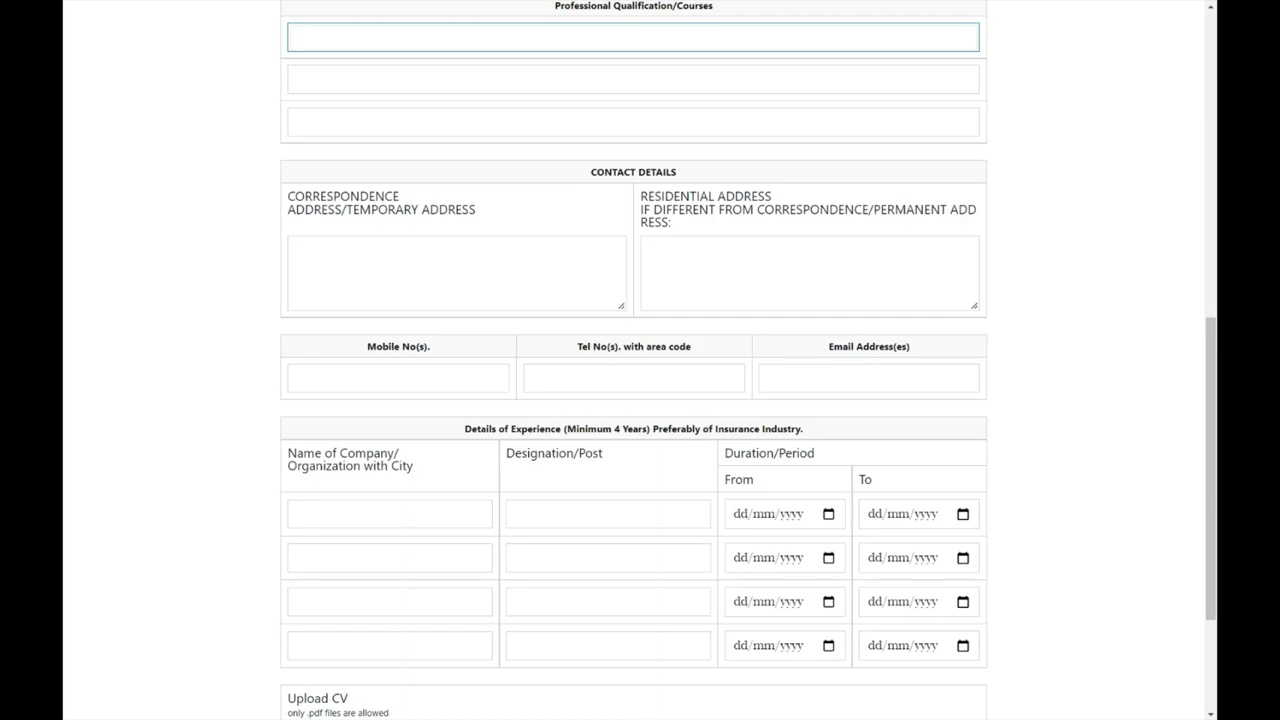 Professional Qualification/Courses
CONTACT DETAILS
CORRESPONDENCE
ADDRESS/TEMPORARY ADDRESS
RESIDENTIAL ADDRESS
IF DIFFERENT FROM CORRESPONDENCE/PERMANENT ADD
RESS:
Mobile No(s).
Tel No(s). with area code
Email Address(es)
Details of Experience (Minimum 4 Years) Preferably of Insurance Industry.
Name of Company/
Organization with City
Designation/Post
Duration/Period
From
To
dd/mm/yyyy
dd/mm/yyyy
dd/mm/yyyy
dd/mm/yyyy
dd/mm/yyyy
dd/mm/yyyy
dd/mm/yyyy
dd/mm/yyyy
Upload CV
only .pdf files are allowed